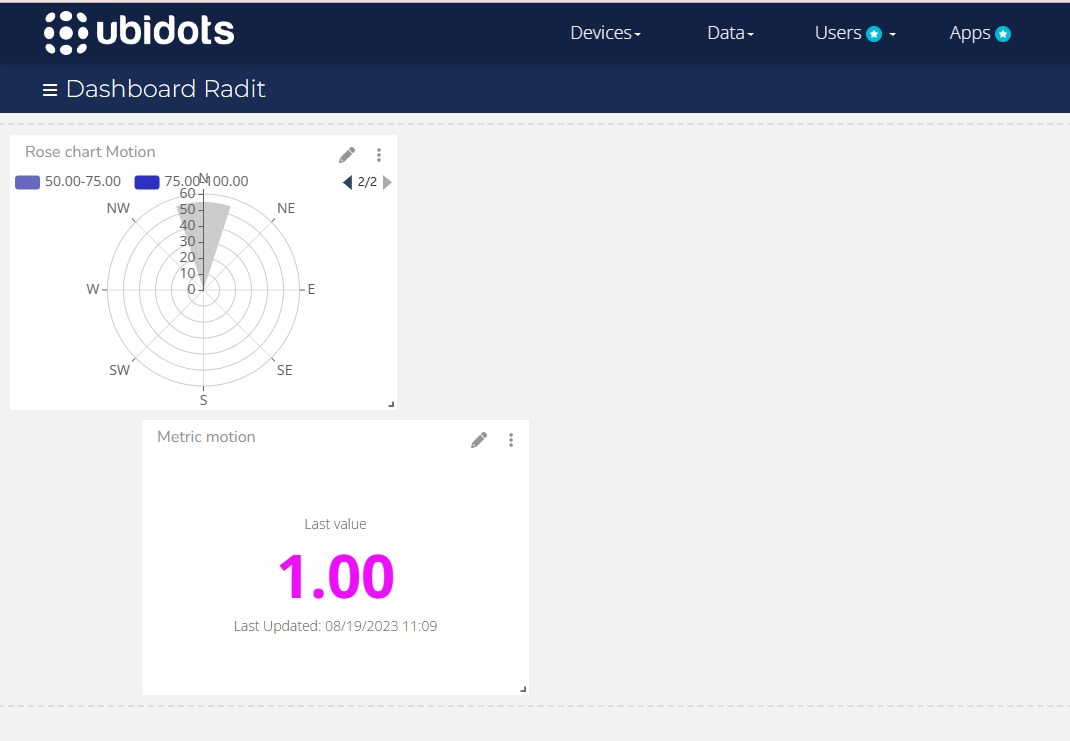 ubidots
Devices
Data
Users
Apps
Dashboard Radit
Rose chart Motion
50.00-75.00
75.00-100.00
2/2
N
60
50
40
30
20
10
0
NW
NE
W
E
SW
SE
S
Metric motion
Last value
1.00
Last Updated: 08/19/2023 11:09